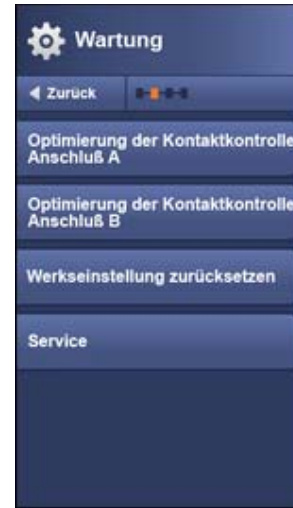 Wartung
Zurück
Optimierung der Kontaktkontrolle
Anschluß A
Optimierung der Kontaktkontrolle
Anschluß B
Werkseinstellung zurücksetzen
Service